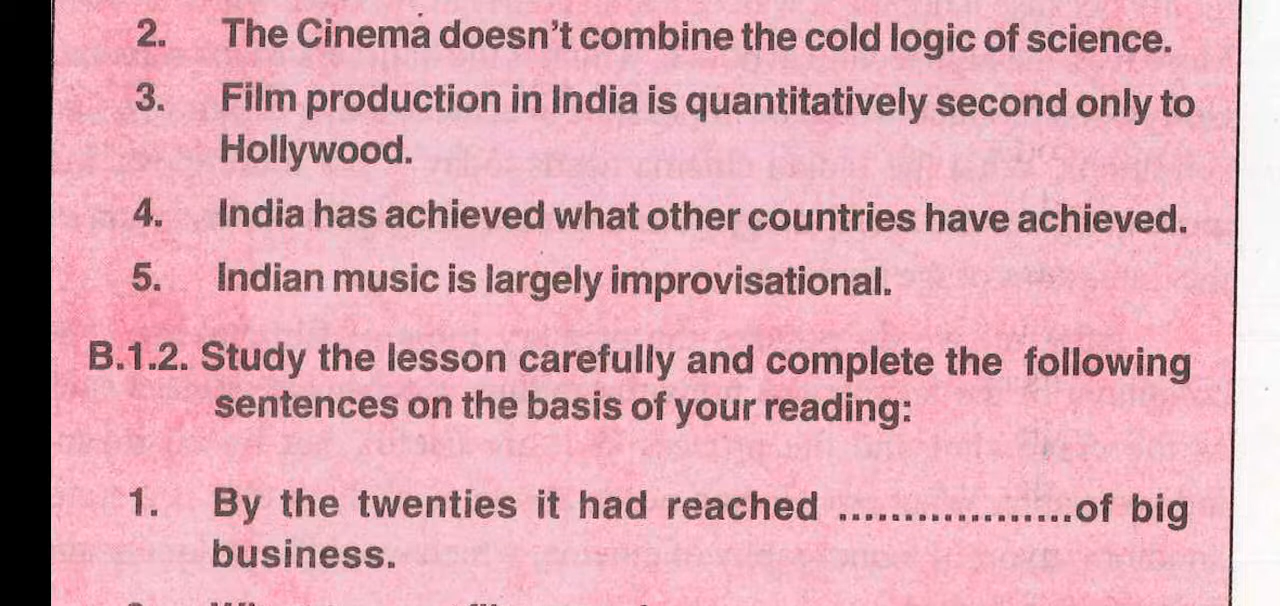 2. The Cinema doesn't combine the cold logic of science.
3. Film production in India is quantitatively second only to
Hollywood.
4. India has achieved what other countries have achieved.
5. Indian music is largely improvisational.
B.1.2. Study the lesson carefully and complete the following
sentences on the basis of your reading:
1. By the twenties it had reached ..................of big
business.